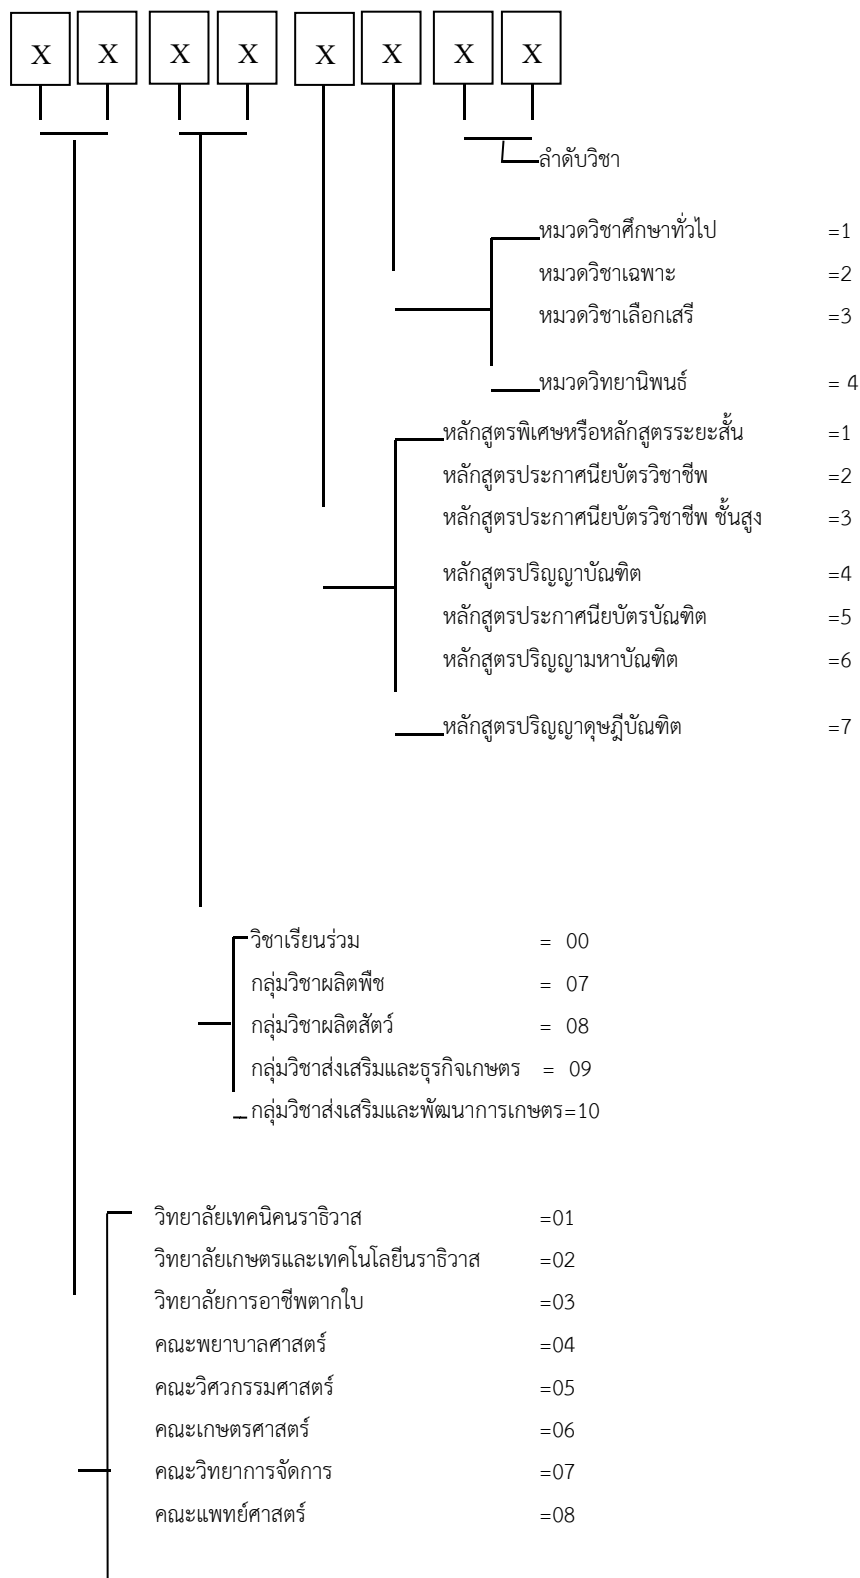 X X X X X X X X
ลำดับวิชา
หมวดวิชาศึกษาทั่วไป =1
หมวดวิชาเฉพาะ =2
หมวดวิชาเลือกเสรี =3
หมวดวิทยานิพนธ์ = 4
หลักสูตรพิเศษหรือหลักสูตรระยะสั้น =1
หลักสูตรประกาศนียบัตรวิชาชีพ =2
หลักสูตรประกาศนียบัตรวิชาชีพ ชั้นสูง =3
หลักสูตรปริญญาบัณฑิต =4
หลักสูตรประกาศนียบัตรบัณฑิต =5
หลักสูตรปริญญามหาบัณฑิต =6
หลักสูตรปริญญาดุษฎีบัณฑิต =7
วิชาเรียนร่วม = 00
กลุ่มวิชาผลิตพืช = 07
กลุ่มวิชาผลิตสัตว์ = 08
กลุ่มวิชาส่งเสริมและธุรกิจเกษตร = 09
กลุ่มวิชาส่งเสริมและพัฒนาการเกษตร=10
วิทยาลัยเทคนิคนราธิวาส =01
วิทยาลัยเกษตรและเทคโนโลยีนราธิวาส =02
วิทยาลัยการอาชีพตากใบ =03
คณะพยาบาลศาสตร์ =04
คณะวิศวกรรมศาสตร์ =05
คณะเกษตรศาสตร์ =06
คณะวิทยาการจัดการ =07
คณะแพทย์ศาสตร์ =08